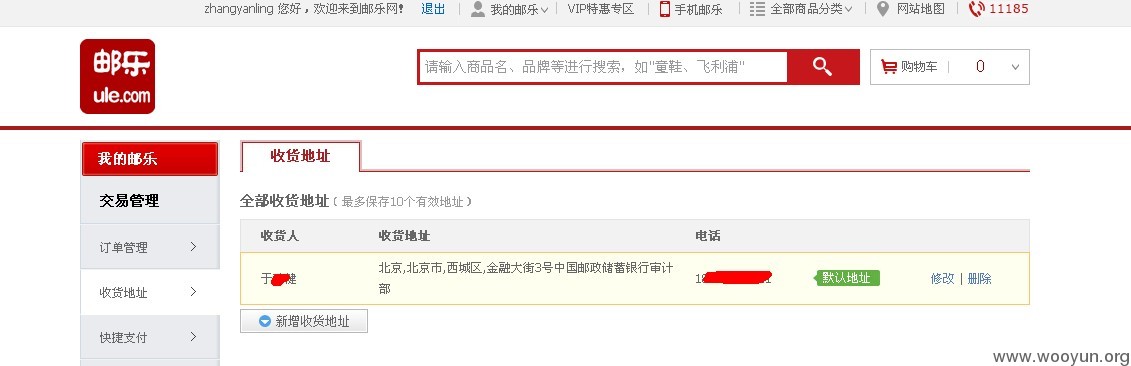 zhangyanling 您好，欢迎来到邮乐网! 退出 我的邮乐 VIP特惠专区 手机邮乐 全部商品分类 网站地图 11185
邮乐
ule.com
请输入商品名、品牌等进行搜索，如"童鞋、飞利浦"
购物车 0
我的邮乐
交易管理
订单管理
收货地址
快捷支付
收货地址
全部收货地址（最多保存10个有效地址）
收货人 收货地址 电话
于 健 北京,北京市,西城区,金融大街3号中国邮政储蓄银行审计
部
18 1 默认地址 修改 | 删除
新增收货地址
www.wooyun.org